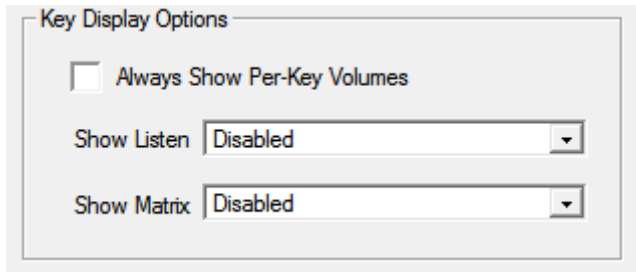 Key Display Options
Always Show Per-Key Volumes
Show Listen Disabled
Show Matrix Disabled